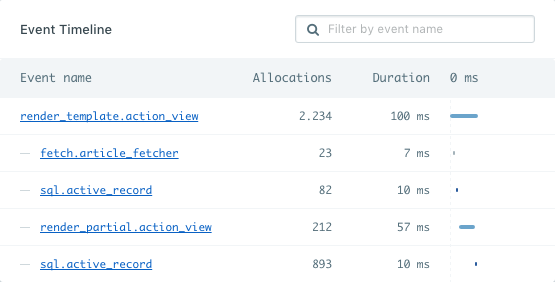 Event Timeline
Filter by event name
Event name Allocations Duration 0 ms
render_template.action_view 2.234 100 ms
— fetch.article_fetcher 23 7 ms
— sql.active_record 82 10 ms
— render_partial.action_view 212 57 ms
— sql.active_record 893 10 ms